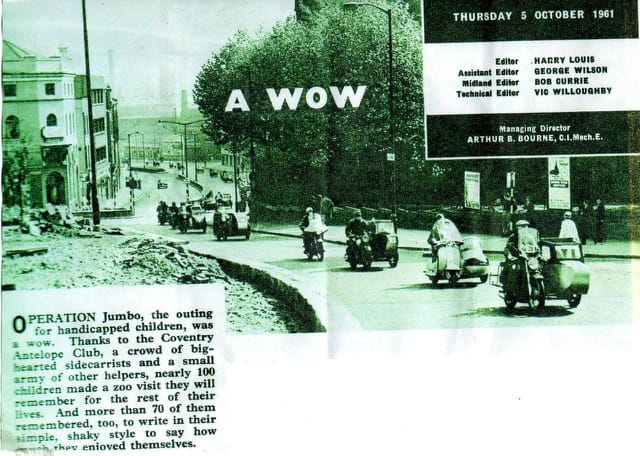 THURSDAY 5 OCTOBER 1961
Editor HARRY LOUIS
Assistant Editor GEORGE WILSON
Midland Editor BOB CURRIE
Technical Editor VIC WILLOUGHBY
Managing Director
ARTHUR B. BOURNE, C.I.Mech.E.
A WOW
OPERATION Jumbo, the outing
for handicapped children, was
a wow. Thanks to the Coventry
Antelope Club, a crowd of big-
hearted sidecarrists and a small
army of other helpers, nearly 100
children made a zoo visit they will
remember for the rest of their
lives. And more than 70 of them
remembered, too, to write in their
simple, shaky style to say how
much they enjoyed themselves.